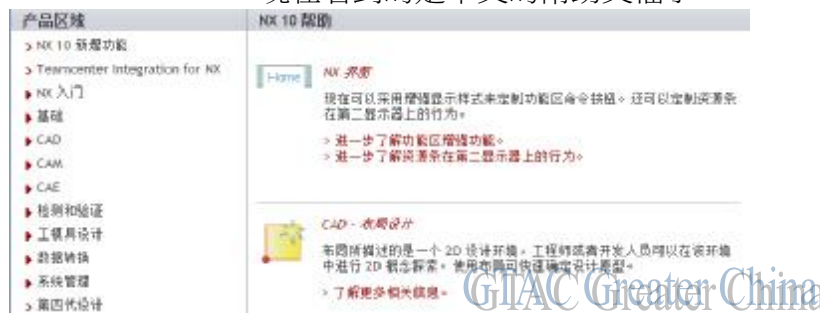 产品区域
> NX 10 新增功能
> Teamcenter Integration for NX
NX 入门
基础
CAD
CAM
CAE
检测和验证
工模具设计
数据转换
系统管理
> 第四代设计
NX 10 帮助
Home
NX 界面
现在可以采用增强显示样式来定制功能区命令按钮。还可以定制资源条
在第二显示器上的行为。
> 进一步了解功能区增强功能。
> 进一步了解资源条在第二显示器上的行为。
CAD - 布局设计
布局所描述的是一个 2D 设计环境，工程师或者开发人员可以在该环境
中进行 2D 概念探索。使用布局可快速确定设计原型。
> 了解更多相关信息。
GTAC Greater China